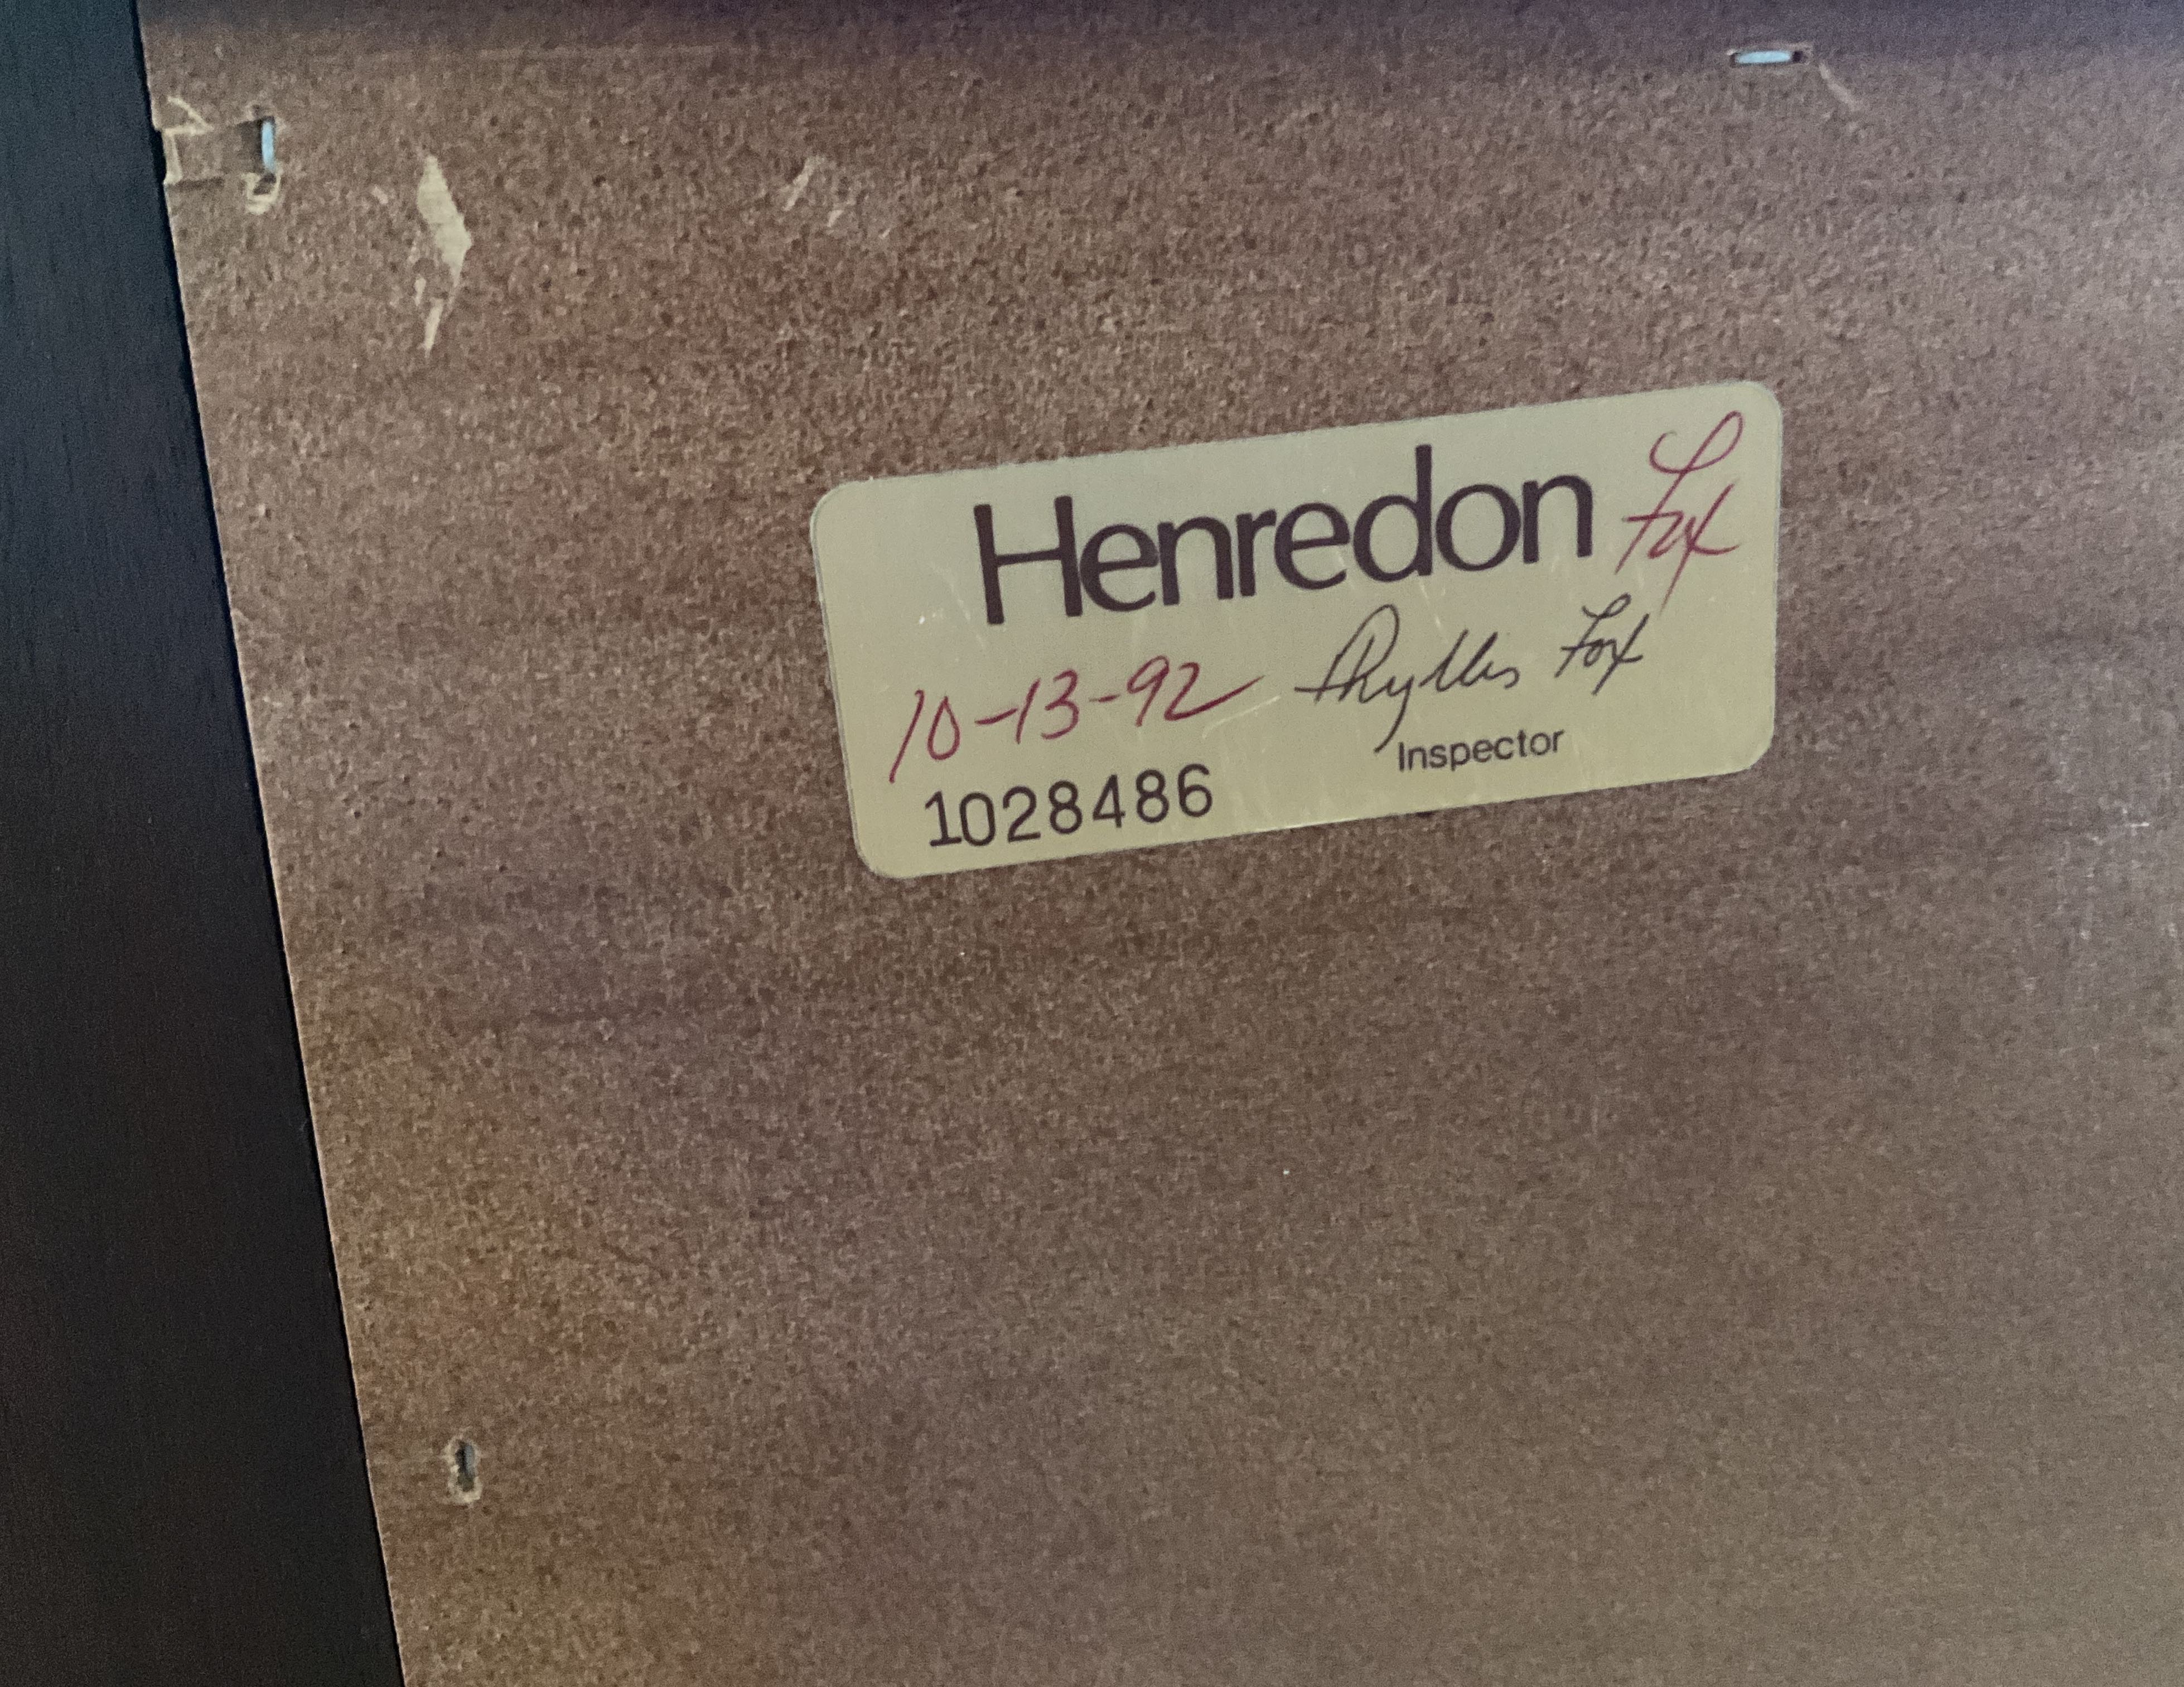 Henredon Fox
10-13-92 Phyllis Fox
Inspector
1028486